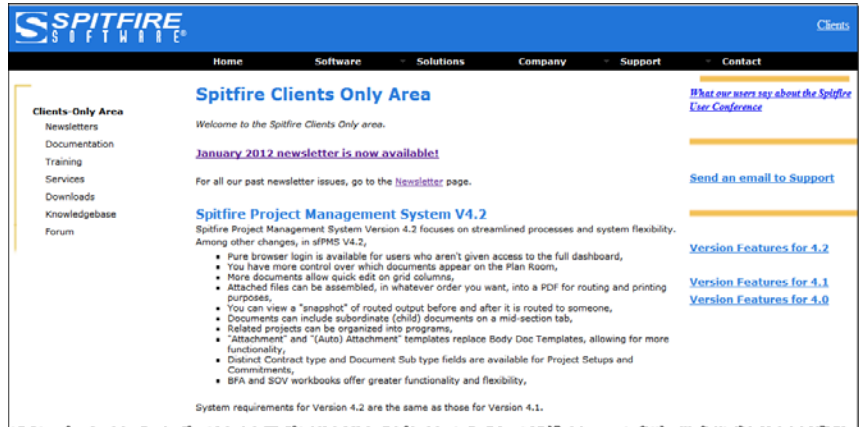 SPITFIRE
SOFTWARE®
Clients
Home Software Solutions Company Support Contact
Clients-Only Area
Newsletters
Documentation
Training
Services
Downloads
Knowledgebase
Forum
Spitfire Clients Only Area
Welcome to the Spitfire Clients Only area.
January 2012 newsletter is now available!
For all our past newsletter issues, go to the Newsletter page.
Spitfire Project Management System V4.2
Spitfire Project Management System Version 4.2 focuses on streamlined processes and system flexibility.
Among other changes, in sfPMS V4.2,
• Pure browser login is available for users who aren't given access to the full dashboard,
• You have more control over which documents appear on the Plan Room,
• More documents allow quick edit on grid columns,
• Attached files can be assembled, in whatever order you want, into a PDF for routing and printing
purposes,
• You can view a "snapshot" of routed output before and after it is routed to someone,
• Documents can include subordinate (child) documents on a mid-section tab,
• Related projects can be organized into programs,
• "Attachment" and "(Auto) Attachment" templates replace Body Doc Templates, allowing for more
functionality,
• Distinct Contract type and Document Sub type fields are available for Project Setups and
Commitments,
• BFA and SOV workbooks offer greater functionality and flexibility,
System requirements for Version 4.2 are the same as those for Version 4.1.
What our users say about the Spitfire
User Conference
Send an email to Support
Version Features for 4.2
Version Features for 4.1
Version Features for 4.0